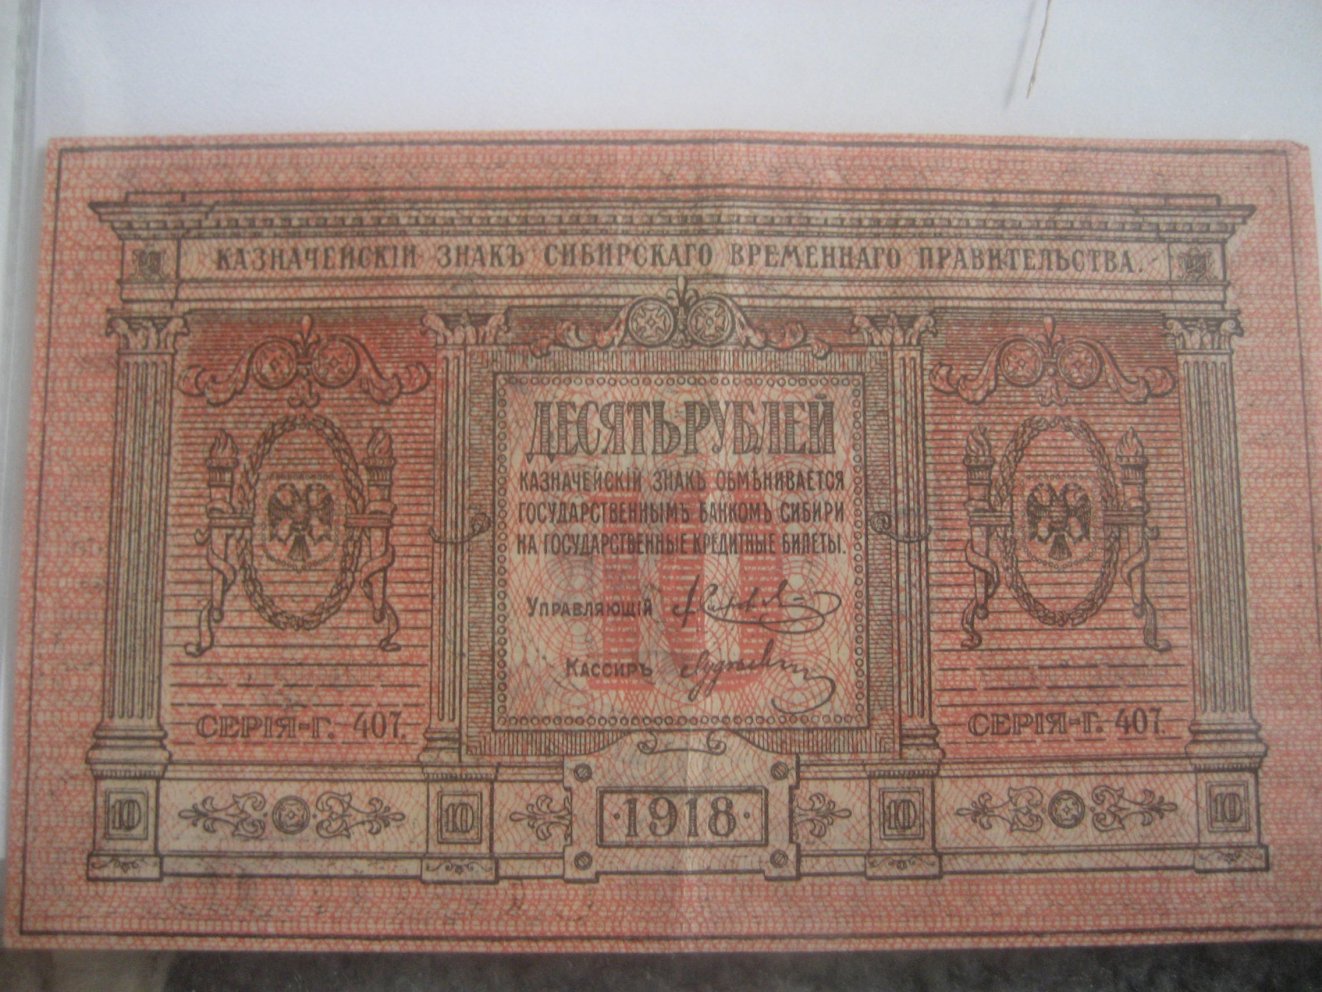 КАЗНАЧЕЙСКІЙ ЗНАКЪ СИБИРСКАГО ВРЕМЕННАГО ПРАВИТЕЛЬСТВА.
ДЕСЯТЬ РУБЛЕЙ
КАЗНАЧЕЙСКІЙ ЗНАКЪ ОБМѢНИВАЕТСЯ
ГОСУДАРСТВЕННЫМЪ БАНКОМЪ СИБИРИ
НА ГОСУДАРСТВЕННЫЕ КРЕДИТНЫЕ БИЛЕТЫ.
10
УПРАВЛЯЮЩІЙ
КАССИРЪ
СЕРІЯ-Г. 407.
СЕРІЯ-Г. 407.
10 10 ·1918· 10 10